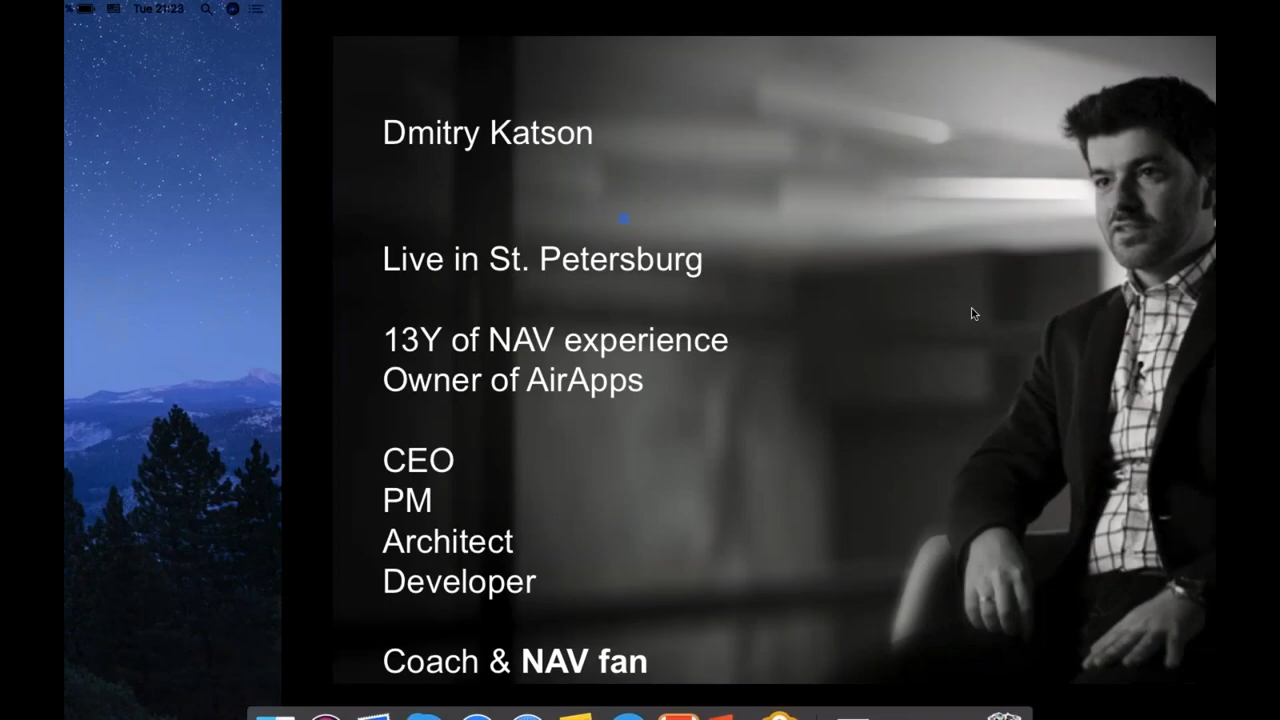 Tue 21:23
Dmitry Katson
Live in St. Petersburg
13Y of NAV experience
Owner of AirApps
CEO
PM
Architect
Developer
Coach & NAV fan